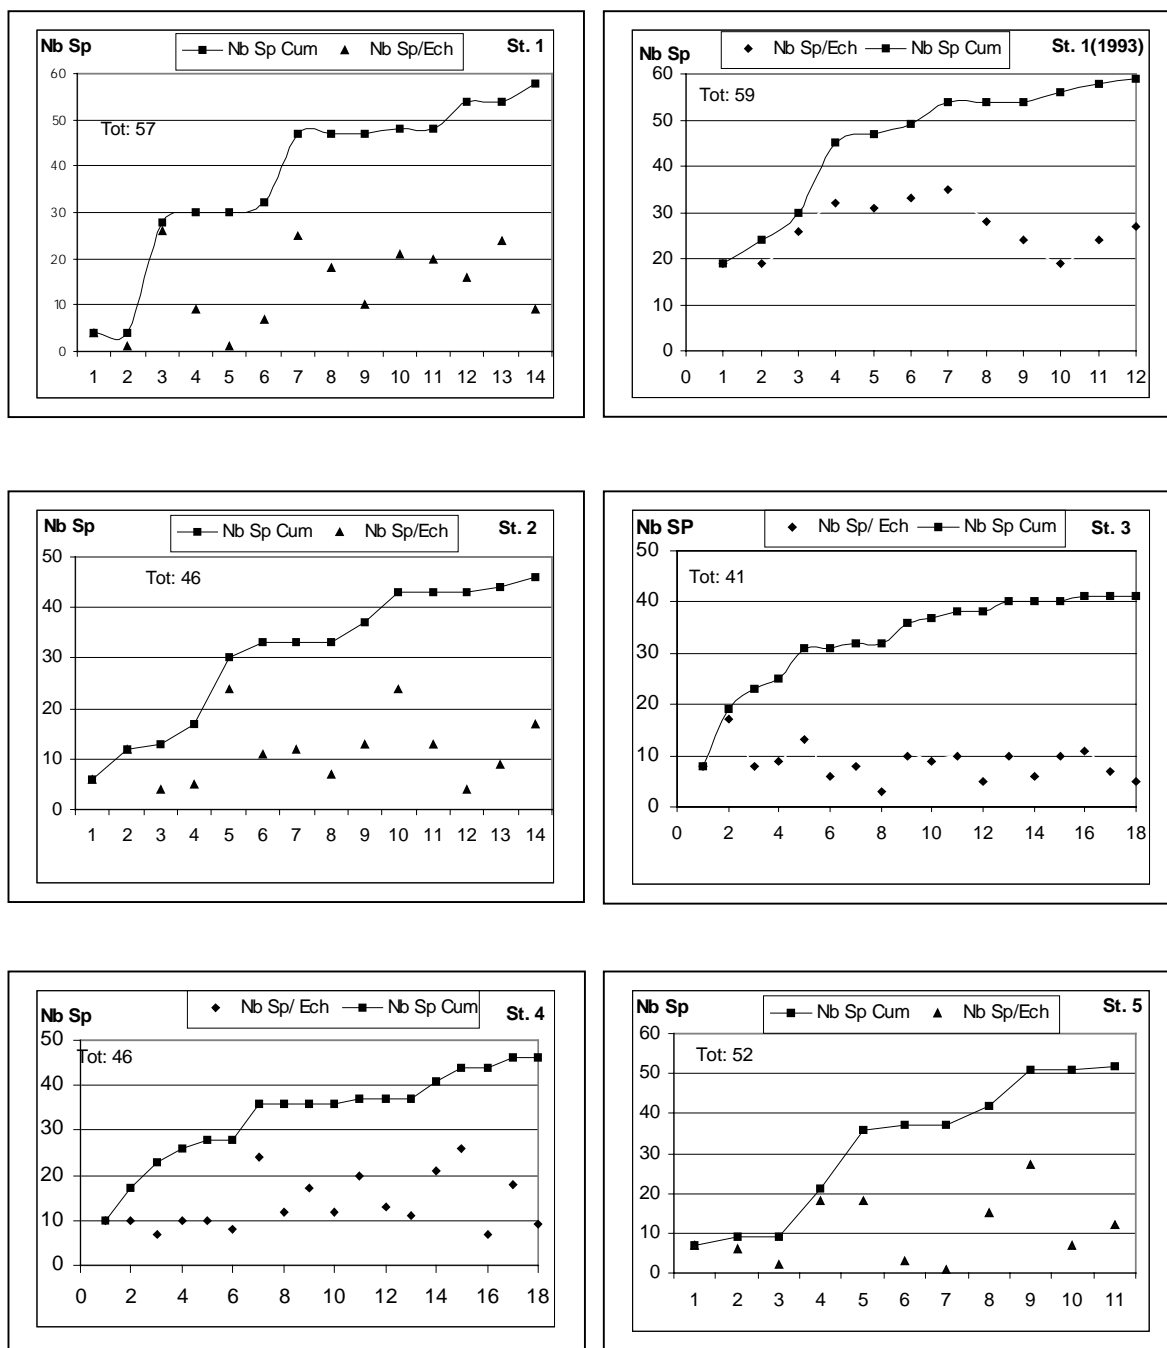 Nb Sp
Nb Sp Cum
Nb Sp/Ech
St. 1
Tot: 57
60
50
40
30
20
10
0
1 2 3 4 5 6 7 8 9 10 11 12 13 14
Nb Sp
Nb Sp/Ech
Nb Sp Cum
St. 1(1993)
Tot: 59
60
50
40
30
20
10
0
0 1 2 3 4 5 6 7 8 9 10 11 12
Nb Sp
Nb Sp Cum
Nb Sp/Ech
St. 2
Tot: 46
50
40
30
20
10
0
1 2 3 4 5 6 7 8 9 10 11 12 13 14
Nb SP
Nb Sp/ Ech
Nb Sp Cum
St. 3
Tot: 41
50
40
30
20
10
0
0 2 4 6 8 10 12 14 16 18
Nb Sp
Nb Sp/ Ech
Nb Sp Cum
St. 4
Tot: 46
50
40
30
20
10
0
0 2 4 6 8 10 12 14 16 18
Nb Sp
Nb Sp Cum
Nb Sp/Ech
St. 5
Tot: 52
60
50
40
30
20
10
0
1 2 3 4 5 6 7 8 9 10 11